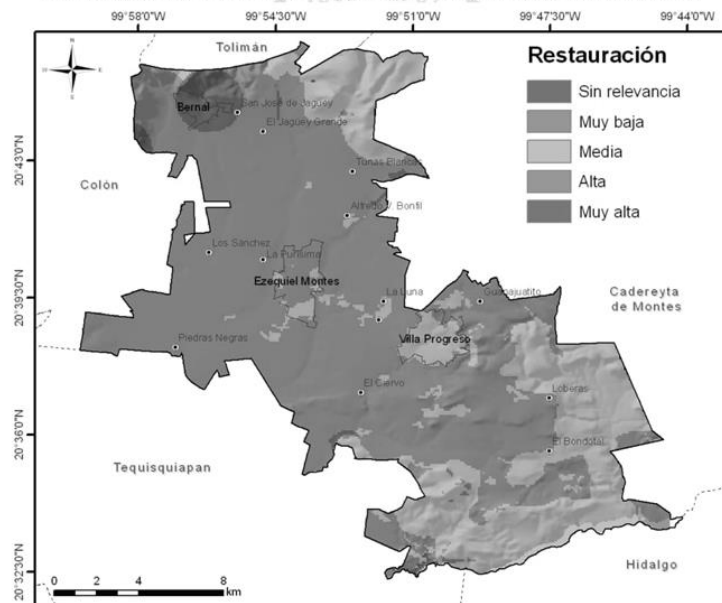 99°58'0"W
99°54'30"W
99°51'0"W
99°47'30"W
99°44'0"W
Tolimán
Restauración
Sin relevancia
Muy baja
Media
Alta
Muy alta
Bernal
San José de Jagüey
El Jagüey Grande
20°43'0"N
Tunas Blancas
Colón
Alfredo V. Bonfil
Los Sánchez
La Purísima
Ezequiel Montes
20°39'30"N
La Luna
Guanajuatito
Cadereyta
de Montes
Villa Progreso
Piedras Negras
El Ciervo
Loberas
20°36'0"N
El Bondotal
Tequisquiapan
Hidalgo
20°32'30"N
0 2 4 6 8
km